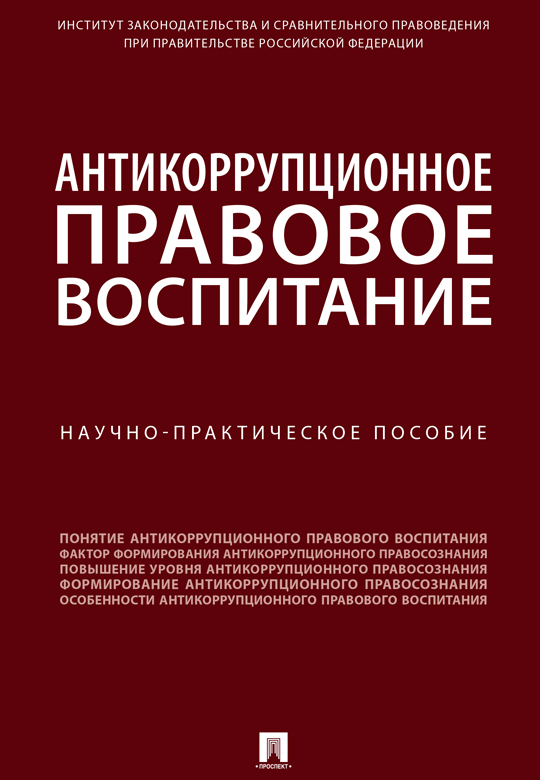 ИНСТИТУТ ЗАКОНОДАТЕЛЬСТВА И СРАВНИТЕЛЬНОГО ПРАВОВЕДЕНИЯ
ПРИ ПРАВИТЕЛЬСТВЕ РОССИЙСКОЙ ФЕДЕРАЦИИ
АНТИКОРРУПЦИОННОЕ
ПРАВОВОЕ
ВОСПИТАНИЕ
НАУЧНО-ПРАКТИЧЕСКОЕ ПОСОБИЕ
ПОНЯТИЕ АНТИКОРРУПЦИОННОГО ПРАВОВОГО ВОСПИТАНИЯ
ФАКТОР ФОРМИРОВАНИЯ АНТИКОРРУПЦИОННОГО ПРАВОСОЗНАНИЯ
ПОВЫШЕНИЕ УРОВНЯ АНТИКОРРУПЦИОННОГО ПРАВОСОЗНАНИЯ
ФОРМИРОВАНИЕ АНТИКОРРУПЦИОННОГО ПРАВОСОЗНАНИЯ
ОСОБЕННОСТИ АНТИКОРРУПЦИОННОГО ПРАВОВОГО ВОСПИТАНИЯ
• ПРОСПЕКТ •